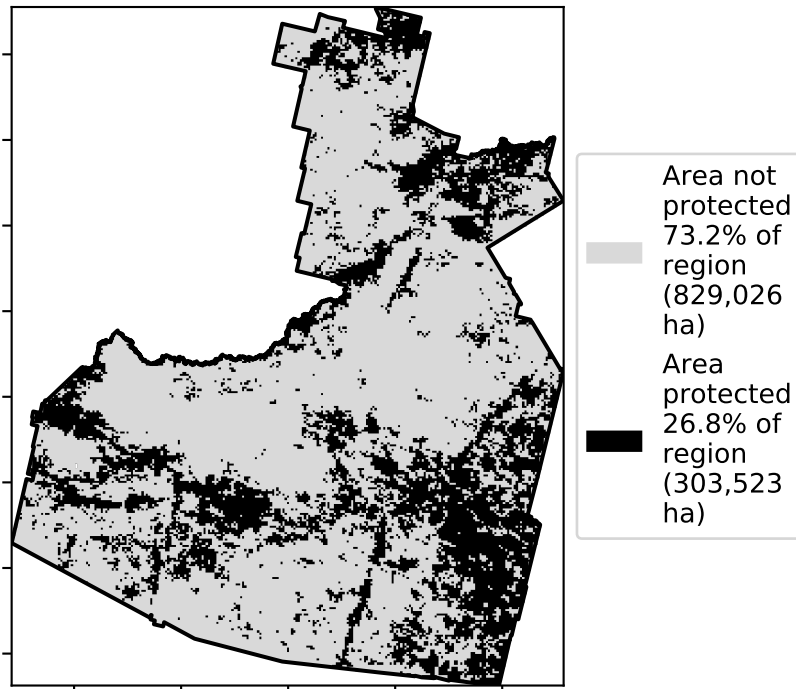 Area not
protected
73.2% of
region
(829,026
ha)
Area
protected
26.8% of
region
(303,523
ha)